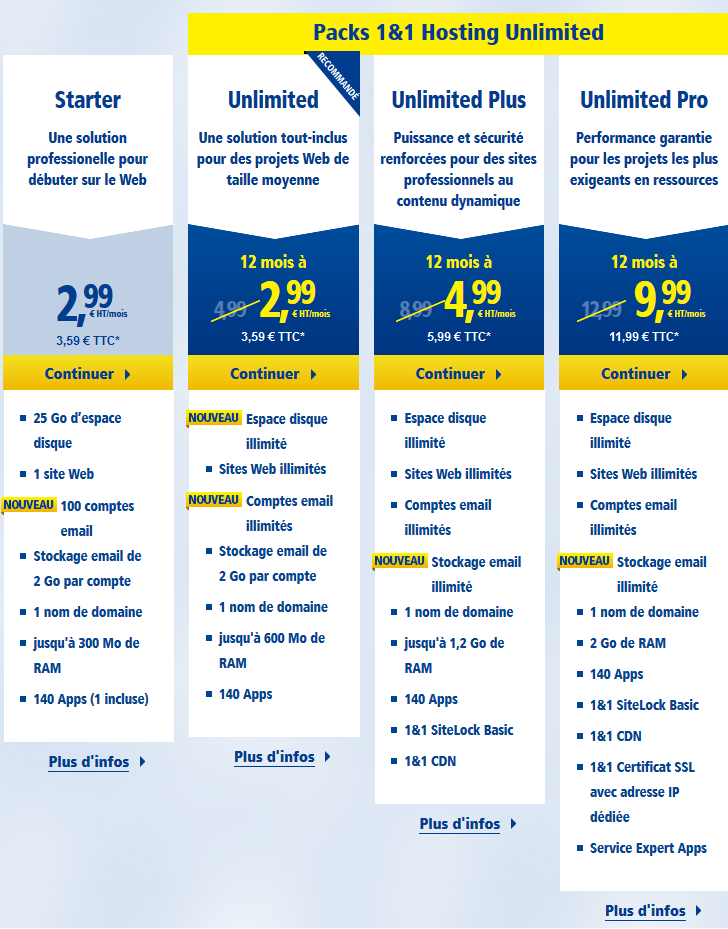 Packs 1&1 Hosting Unlimited
Starter
Une solution
professionelle pour
débuter sur le Web
2,99
€ HT/mois
3,59 € TTC*
Continuer
25 Go d'espace
disque
1 site Web
NOUVEAU 100 comptes
email
Stockage email de
2 Go par compte
1 nom de domaine
jusqu'à 300 Mo de
RAM
140 Apps (1 incluse)
Plus d'infos
RECOMMANDÉ
Unlimited
Une solution tout-inclus
pour des projets Web de
taille moyenne
12 mois à
4,99 2,99
€ HT/mois
3,59 € TTC*
Continuer
NOUVEAU Espace disque
illimité
Sites Web illimités
NOUVEAU Comptes email
illimités
Stockage email de
2 Go par compte
1 nom de domaine
jusqu'à 600 Mo de
RAM
140 Apps
Plus d'infos
Unlimited Plus
Puissance et sécurité
renforcées pour des sites
professionnels au
contenu dynamique
12 mois à
8,99 4,99
€ HT/mois
5,99 € TTC*
Continuer
Espace disque
illimité
Sites Web illimités
Comptes email
illimités
NOUVEAU Stockage email
illimité
1 nom de domaine
jusqu'à 1,2 Go de
RAM
140 Apps
1&1 SiteLock Basic
1&1 CDN
Plus d'infos
Unlimited Pro
Performance garantie
pour les projets les plus
exigeants en ressources
12 mois à
12,99 9,99
€ HT/mois
11,99 € TTC*
Continuer
Espace disque
illimité
Sites Web illimités
Comptes email
illimités
NOUVEAU Stockage email
illimité
1 nom de domaine
2 Go de RAM
140 Apps
1&1 SiteLock Basic
1&1 CDN
1&1 Certificat SSL
avec adresse IP
dédiée
Service Expert Apps
Plus d'infos